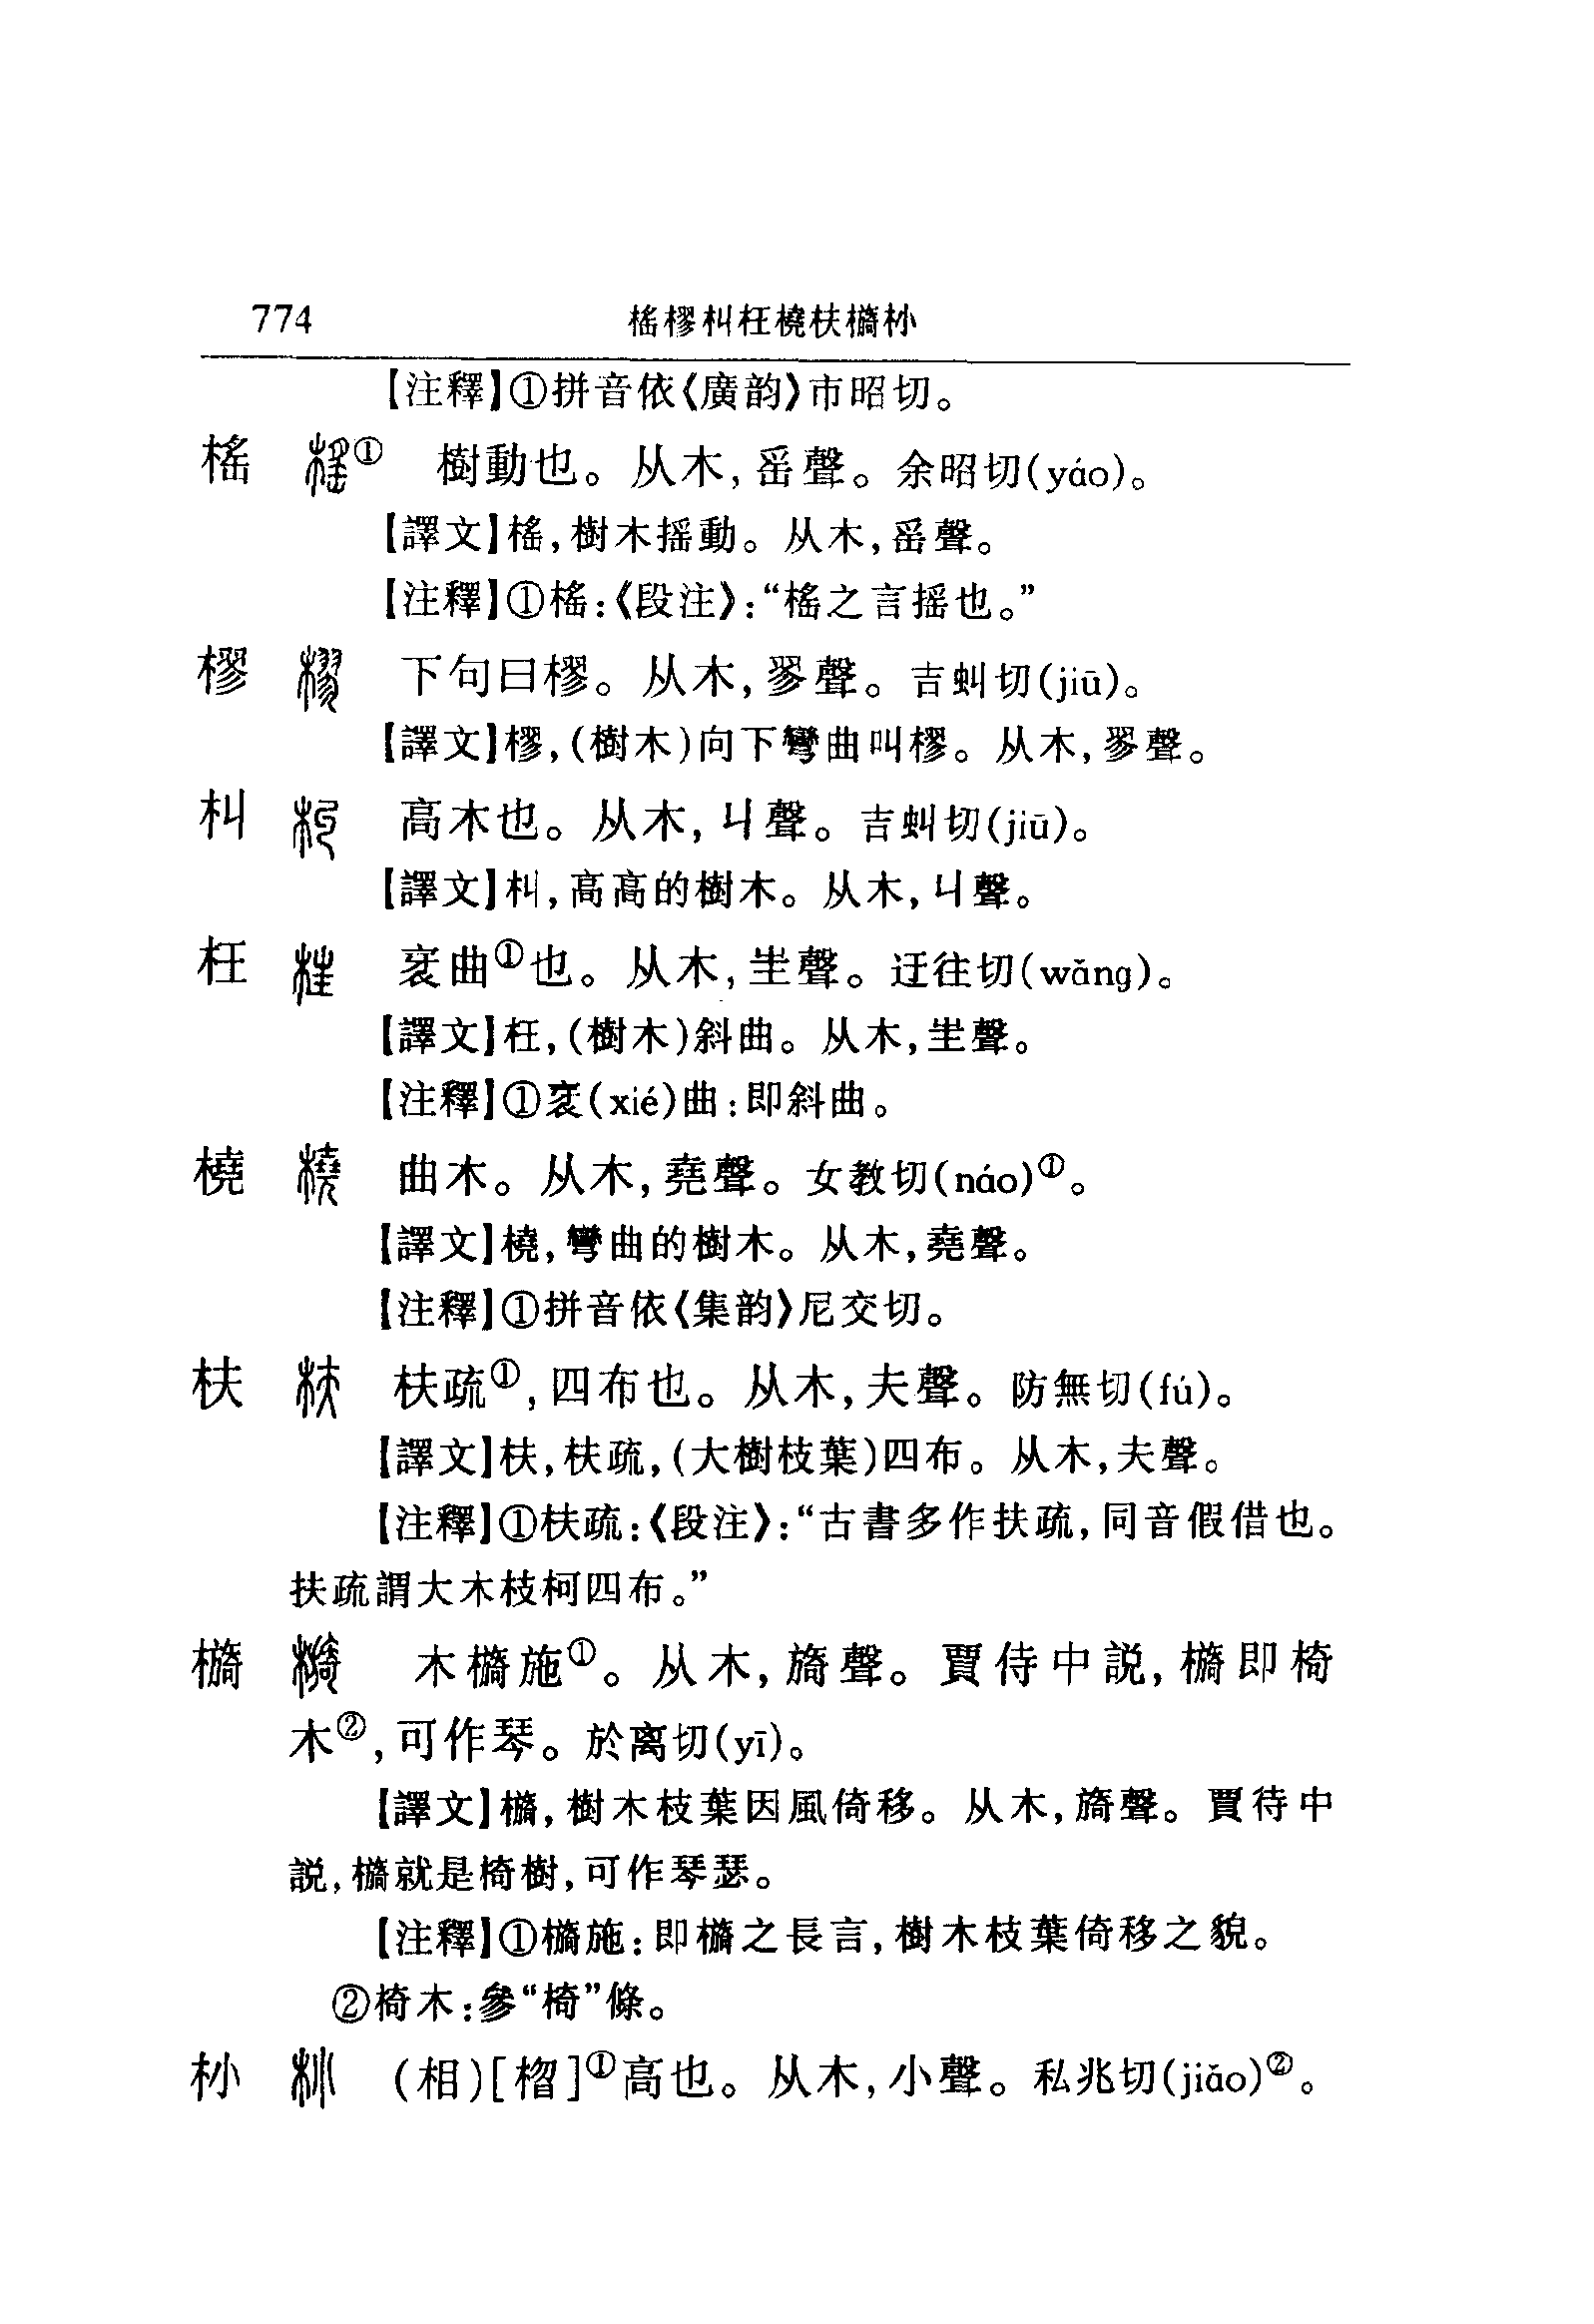 774 榣樛朻枉橈枎檹𣏌
【注釋】①拼音依《廣韵》市昭切。
榣 ① 樹動也。从木,䍃聲。余昭切(yáo)。
【譯文】榣,樹木摇動。从木,䍃聲。
【注釋】①榣:《段注》:“榣之言摇也。”
樛 下句曰樛。从木,翏聲。吉虯切(jiū)。
【譯文】樛,(樹木)向下彎曲叫樛。从木,翏聲。
朻 高木也。从木,丩聲。吉虯切(jiū)。
【譯文】朻,高高的樹木。从木,丩聲。
枉 衺曲①也。从木,㞷聲。迂往切(wǎng)。
【譯文】枉,(樹木)斜曲。从木,㞷聲。
【注釋】①衺(xié)曲:即斜曲。
橈 曲木。从木,堯聲。女教切(náo)①。
【譯文】橈,彎曲的樹木。从木,堯聲。
【注釋】①拼音依《集韵》尼交切。
枎 枎疏①,四布也。从木,夫聲。防無切(fú)。
【譯文】枎,枎疏,(大樹枝葉)四布。从木,夫聲。
【注釋】①枎疏:《段注》:“古書多作扶疏,同音假借也。
扶疏謂大木枝柯四布。”
檹 木檹施①。从木,旖聲。賈侍中説,檹即椅
木②,可作琴。於离切(yī)。
【譯文】檹,樹木枝葉因風倚移。从木,旖聲。賈待中
説,檹就是椅樹,可作琴瑟。
【注釋】①檹施:即檹之長言,樹木枝葉倚移之貌。
②椅木:參“椅”條。
𣏌 (相)[榴]①高也。从木,小聲。私兆切(jiǎo)②。